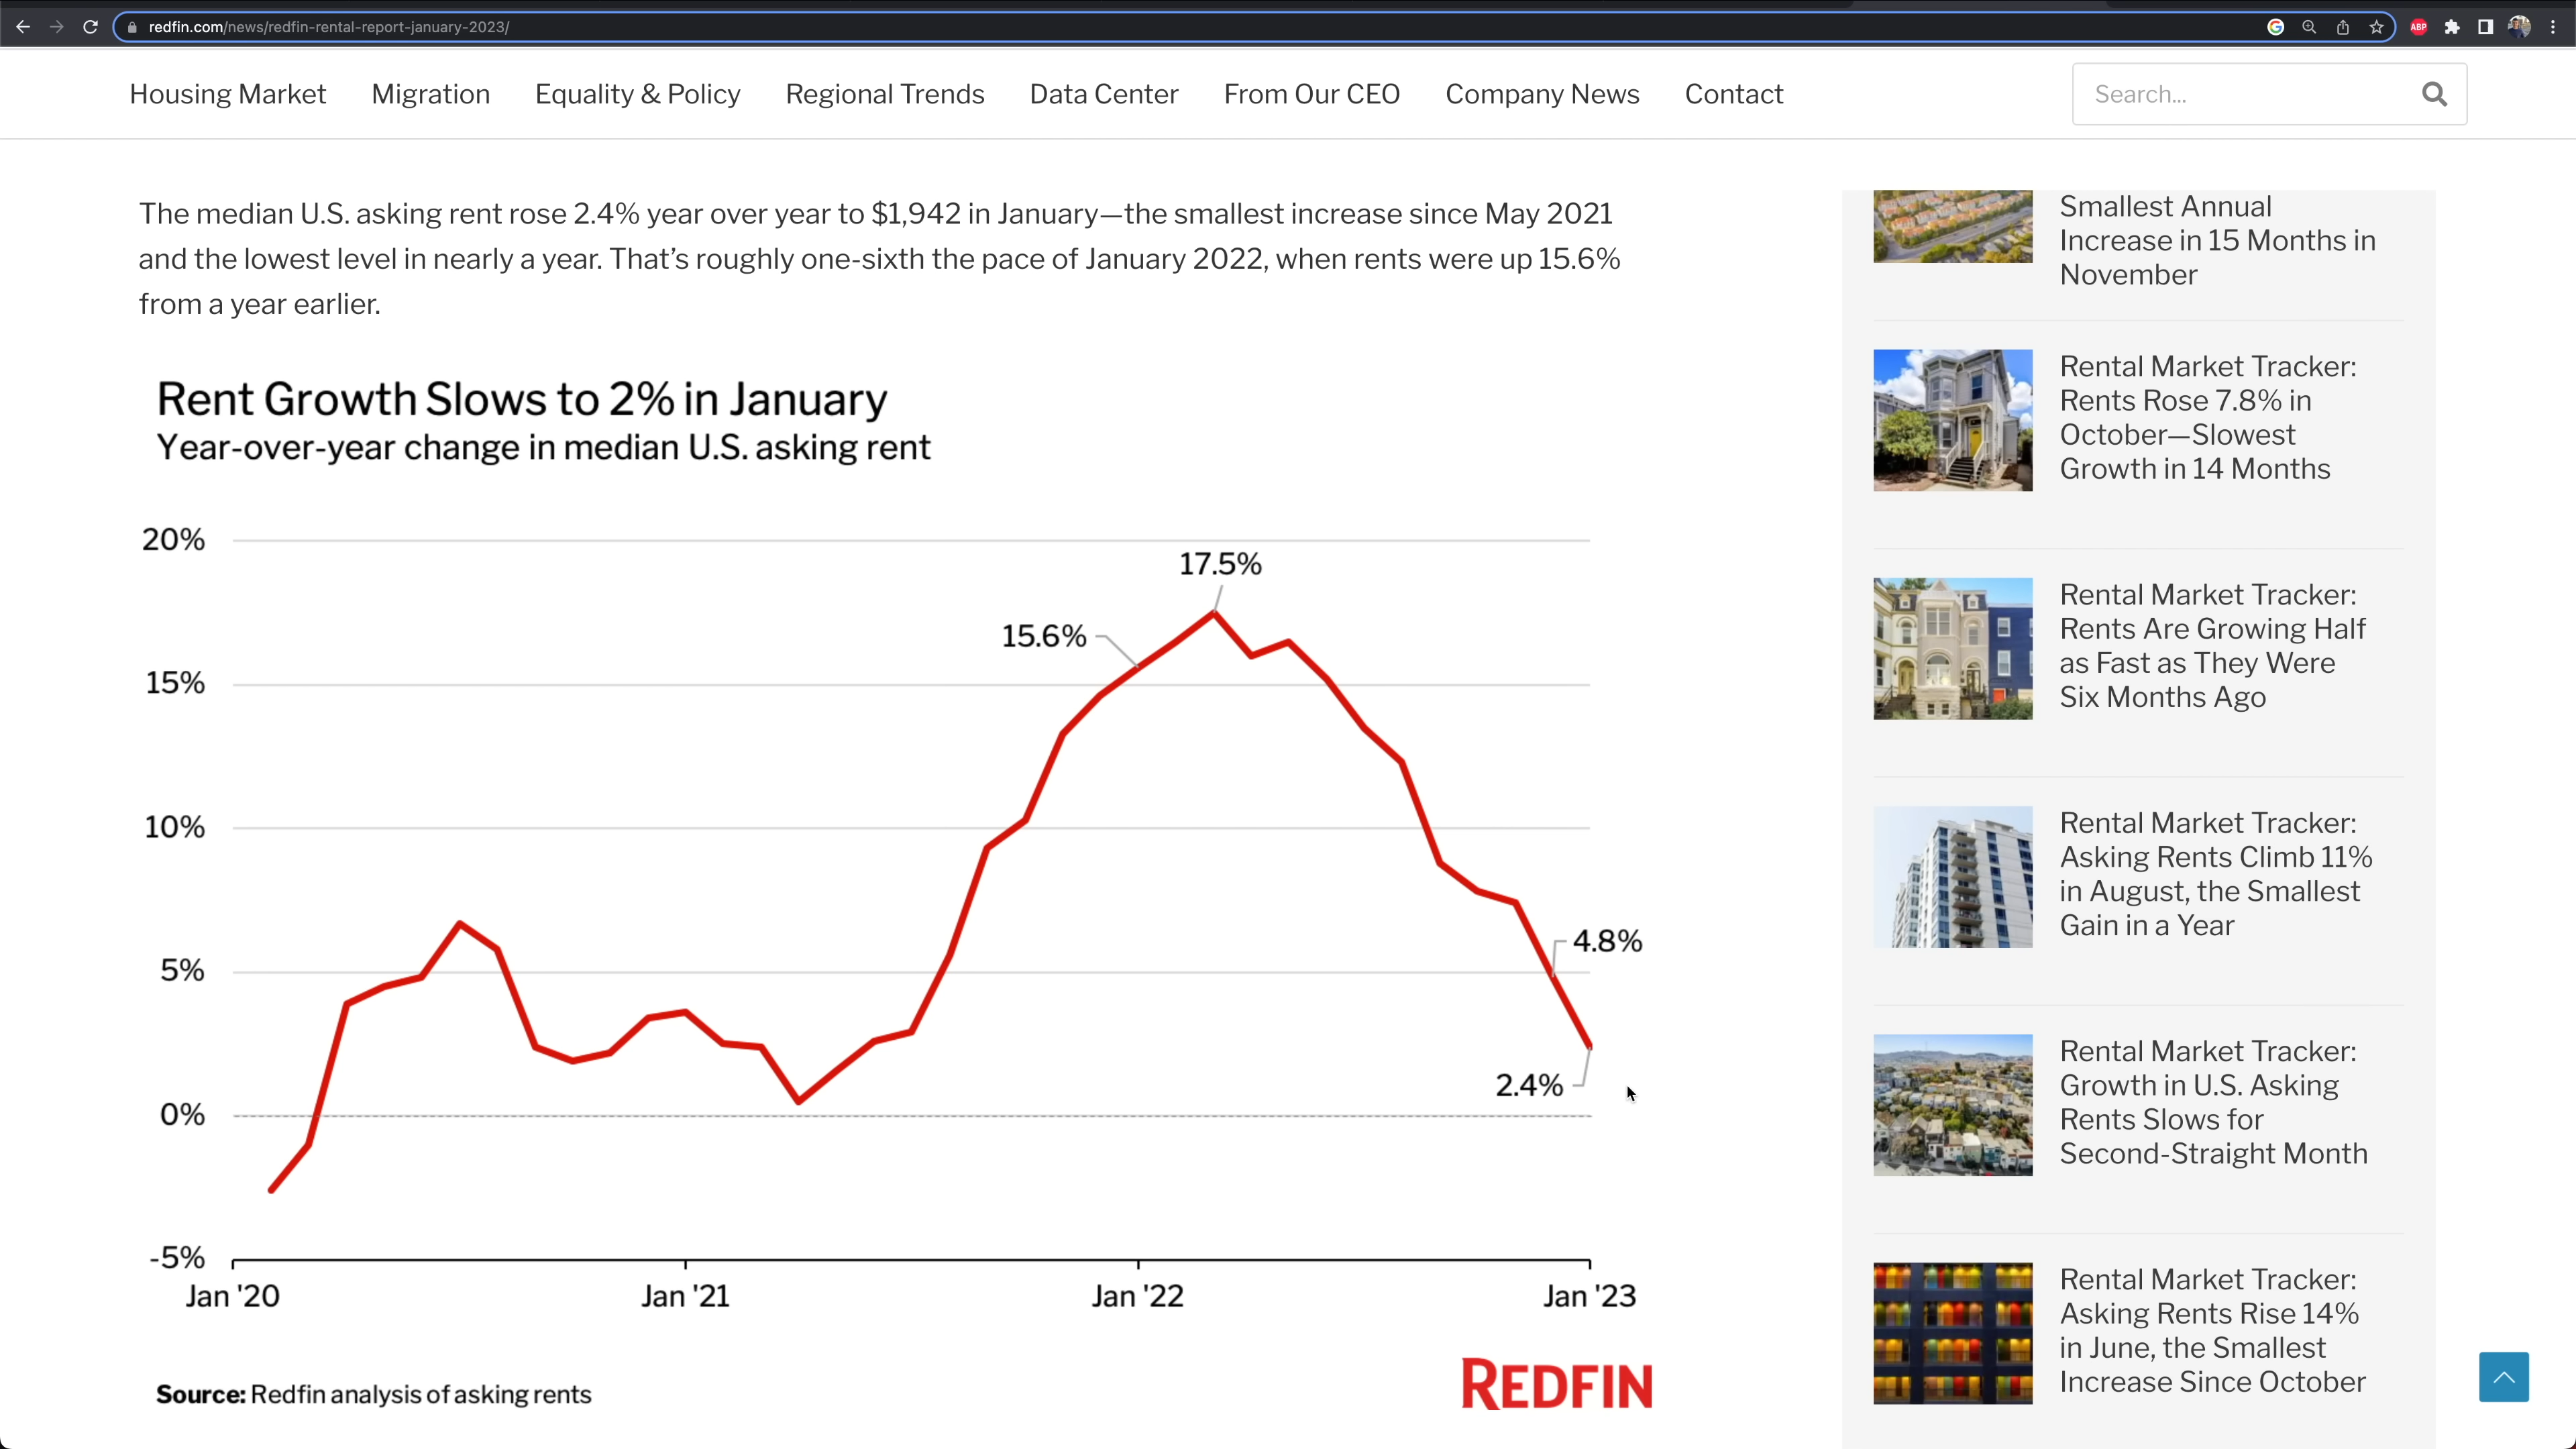 redfin.com/news/redfin-rental-report-january-2023/
ABP
Housing Market Migration Equality & Policy Regional Trends Data Center From Our CEO Company News Contact
Search...
The median U.S. asking rent rose 2.4% year over year to $1,942 in January—the smallest increase since May 2021
and the lowest level in nearly a year. That’s roughly one-sixth the pace of January 2022, when rents were up 15.6%
from a year earlier.
Rent Growth Slows to 2% in January
Year-over-year change in median U.S. asking rent
20%
17.5%
15.6%
15%
10%
4.8%
5%
2.4%
0%
-5%
Jan '20 Jan '21 Jan '22 Jan '23
Source: Redfin analysis of asking rents
REDFIN
Smallest Annual
Increase in 15 Months in
November
Rental Market Tracker:
Rents Rose 7.8% in
October—Slowest
Growth in 14 Months
Rental Market Tracker:
Rents Are Growing Half
as Fast as They Were
Six Months Ago
Rental Market Tracker:
Asking Rents Climb 11%
in August, the Smallest
Gain in a Year
Rental Market Tracker:
Growth in U.S. Asking
Rents Slows for
Second-Straight Month
Rental Market Tracker:
Asking Rents Rise 14%
in June, the Smallest
Increase Since October